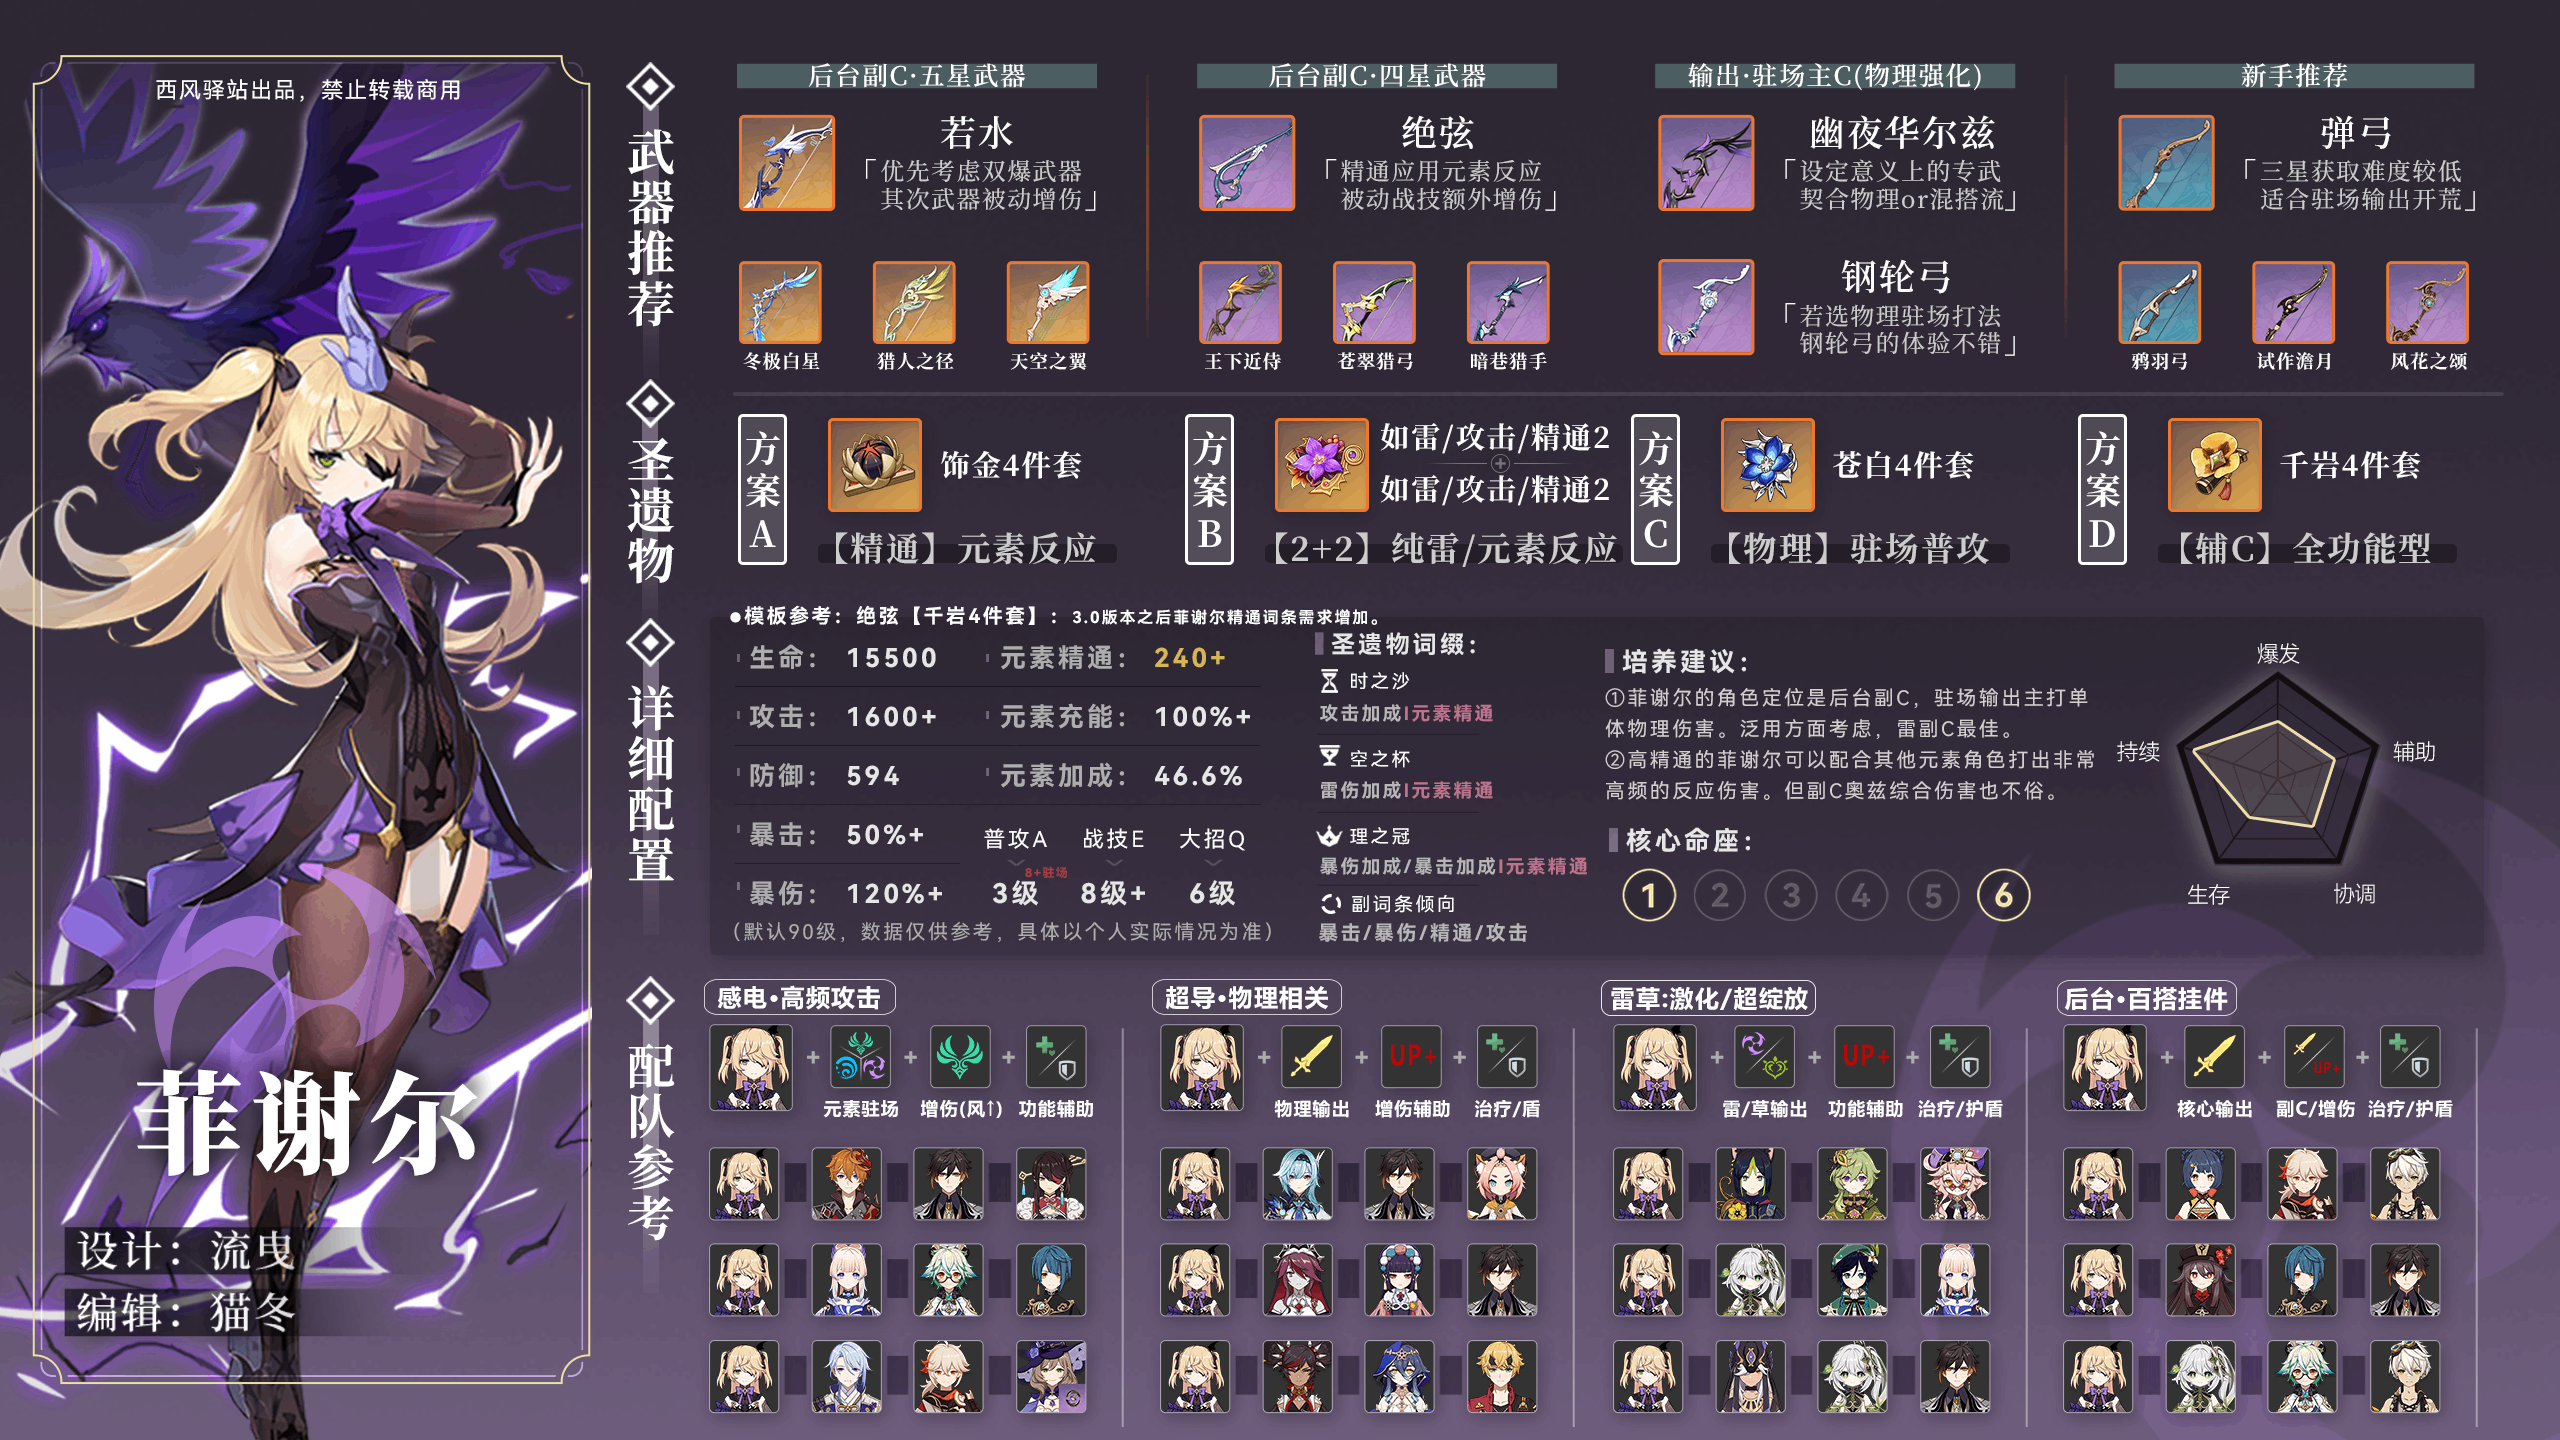 西风驿站出品，禁止转载商用
菲谢尔
设计：流曳
编辑：猫冬
武器推荐
后台副C·五星武器
若水
「优先考虑双爆武器
其次武器被动增伤」
冬极白星
猎人之径
天空之翼
后台副C·四星武器
绝弦
「精通应用元素反应
被动战技额外增伤」
王下近侍
苍翠猎弓
暗巷猎手
输出·驻场主C(物理强化)
幽夜华尔兹
「设定意义上的专武
契合物理or混搭流」
钢轮弓
「若选物理驻场打法
钢轮弓的体验不错」
新手推荐
弹弓
「三星获取难度较低
适合驻场输出开荒」
鸦羽弓
试作澹月
风花之颂
圣遗物
方案A
饰金4件套
【精通】元素反应
方案B
如雷/攻击/精通2
如雷/攻击/精通2
【2+2】纯雷/元素反应
方案C
苍白4件套
【物理】驻场普攻
方案D
千岩4件套
【辅C】全功能型
详细配置
●模板参考：绝弦【千岩4件套】：3.0版本之后菲谢尔精通词条需求增加。
生命： 15500 元素精通： 240+
攻击： 1600+ 元素充能： 100%+
防御： 594 元素加成： 46.6%
暴击： 50%+ 普攻A 战技E 大招Q
8+驻场
暴伤： 120%+ 3级 8级+ 6级
(默认90级，数据仅供参考，具体以个人实际情况为准)
圣遗物词缀：
时之沙
攻击加成|元素精通
空之杯
雷伤加成|元素精通
理之冠
暴伤加成/暴击加成|元素精通
副词条倾向
暴击/暴伤/精通/攻击
培养建议：
①菲谢尔的角色定位是后台副C，驻场输出主打单
体物理伤害。泛用方面考虑，雷副C最佳。
②高精通的菲谢尔可以配合其他元素角色打出非常
高频的反应伤害。但副C奥兹综合伤害也不俗。
核心命座：
1 2 3 4 5 6
爆发
持续
辅助
生存
协调
配队参考
感电·高频攻击
+ + +
元素驻场 增伤(风↑) 功能辅助
超导·物理相关
+ + UP+ +
物理输出 增伤辅助 治疗/盾
雷草:激化/超绽放
+ + UP+ +
雷/草输出 功能辅助 治疗/护盾
后台·百搭挂件
+ + UP+ +
核心输出 副C/增伤 治疗/护盾